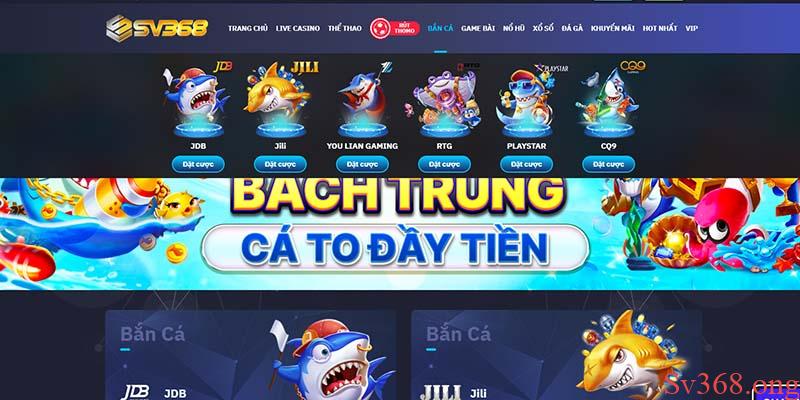 SV368
TRANG CHỦ LIVE CASINO THỂ THAO RÚT THOMO BẮN CÁ GAME BÀI NỔ HŨ XỔ SỐ ĐÁ GÀ KHUYẾN MÃI HOT NHẤT VIP
JDB JILI RTG PLAYSTAR CQ9
JDB Jili YOU LIAN GAMING RTG PLAYSTAR CQ9
Đặt cược Đặt cược Đặt cược Đặt cược Đặt cược Đặt cược
BÁCH TRÚNG
CÁ TO ĐẦY TIỀN
Bắn Cá Bắn Cá
JDB JDB JILI Jili
Sv368.ong